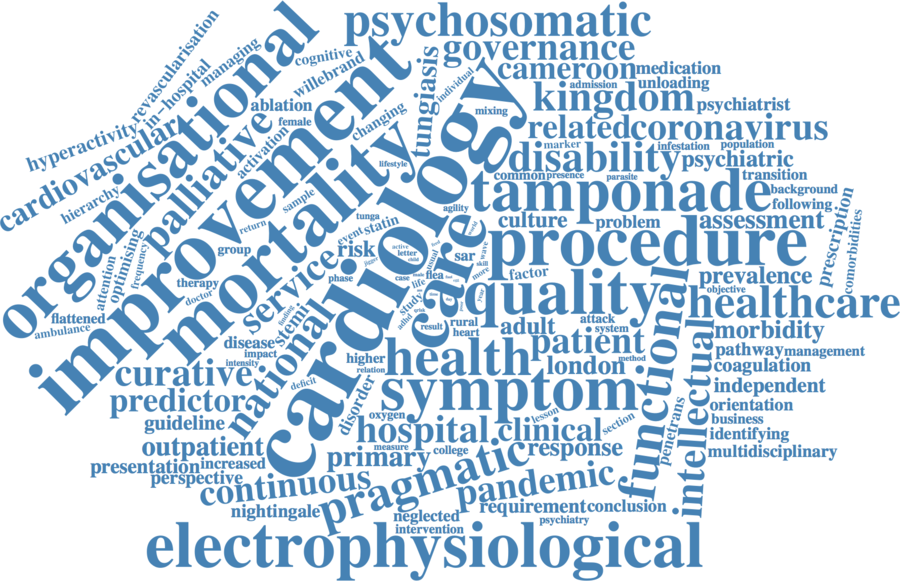 psychosomatic
governance
cameroon
medication
unloading
admission
kingdom
psychiatrist
related
coronavirus
marker
infestation
population
disability
psychiatric
common
presence
parasite
transition
tamponade
background
following
culture
problem
assessment
prescription
comorbidities
procedure
prevalence
objective
quality
healthcare
morbidity
factor
attack
system
adult
patient
pathway
management
coagulation
london
method
health
independent
symptom
functional
intellectual
penetrans
orientation
business
identifying
multidisciplinary
hospital
clinical
lesson
section
response
primary
measure
college
pragmatic
pandemic
continuous
requirement
conclusion
nightingale
neglected
intervention
psychiatry
electrophysiological
revascularisation
in-hospital
managing
cognitive
willebrand
hyperactivity
cardiovascular
hierarchy
organisational
palliative
ablation
female
activation
changing
tungiasis
individual
mixing
improvement
mortality
cardiology
care
lifestyle
agility
sample
return
tunga
event
statin
risk
group
service
therapy
doctor
frequency
optimising
attention
flattened
ambulance
phase
active
letter
child
case
flea
life
study
adhd
sar
wave
skill
more
year
world
result
rural
heart
finding
stemi
national
disease
impact
intensity
higher
relation
deficit
disorder
oxygen
curative
predictor
guideline
outpatient
presentation
increased
perspective